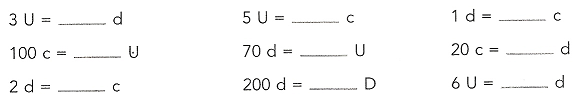 3 U = ______ d 5 U = ______ c 1 d = ______ c
100 c = ______ U 70 d = ______ U 20 c = ______ d
2 d = ______ c 200 d = ______ D 6 U = ______ d